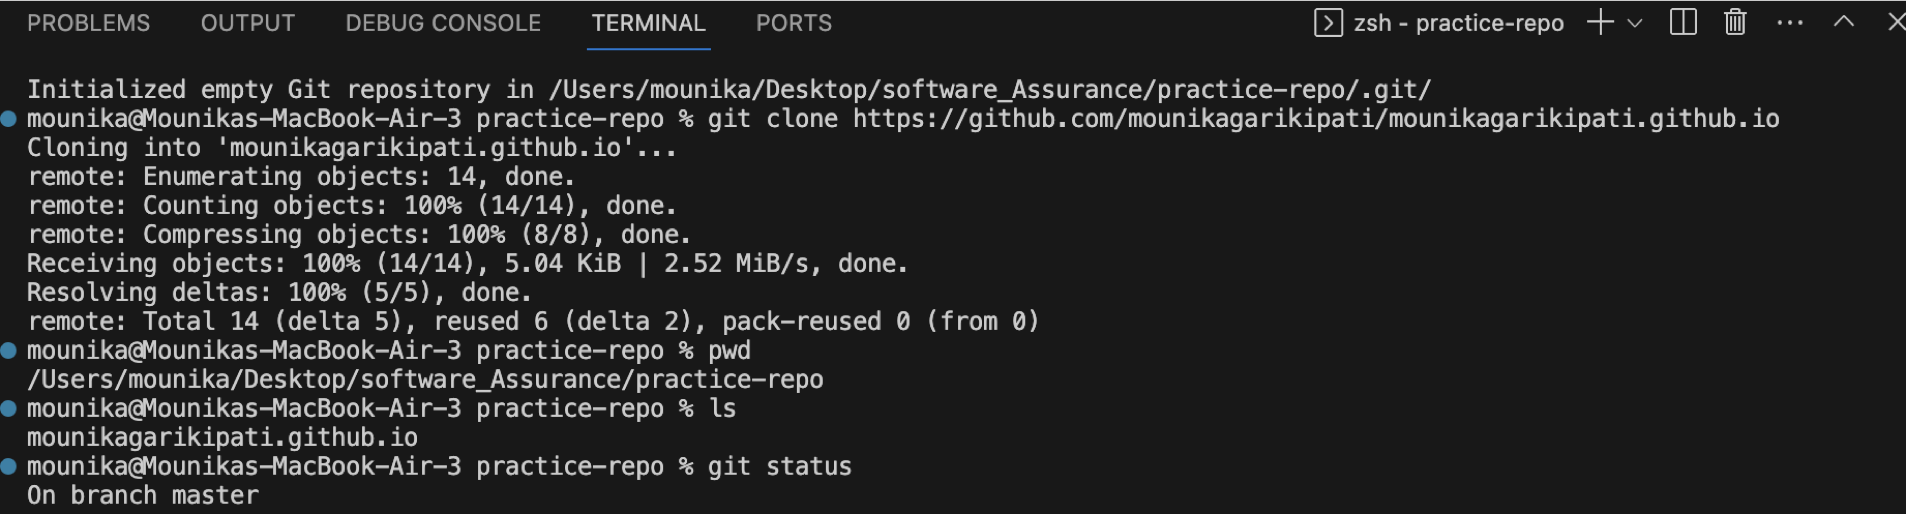 PROBLEMS OUTPUT DEBUG CONSOLE TERMINAL PORTS zsh - practice-repo
Initialized empty Git repository in /Users/mounika/Desktop/software_Assurance/practice-repo/.git/
mounika@Mounikas-MacBook-Air-3 practice-repo % git clone https://github.com/mounikagarikipati/mounikagarikipati.github.io
Cloning into 'mounikagarikipati.github.io'...
remote: Enumerating objects: 14, done.
remote: Counting objects: 100% (14/14), done.
remote: Compressing objects: 100% (8/8), done.
Receiving objects: 100% (14/14), 5.04 KiB | 2.52 MiB/s, done.
Resolving deltas: 100% (5/5), done.
remote: Total 14 (delta 5), reused 6 (delta 2), pack-reused 0 (from 0)
mounika@Mounikas-MacBook-Air-3 practice-repo % pwd
/Users/mounika/Desktop/software_Assurance/practice-repo
mounika@Mounikas-MacBook-Air-3 practice-repo % ls
mounikagarikipati.github.io
mounika@Mounikas-MacBook-Air-3 practice-repo % git status
On branch master